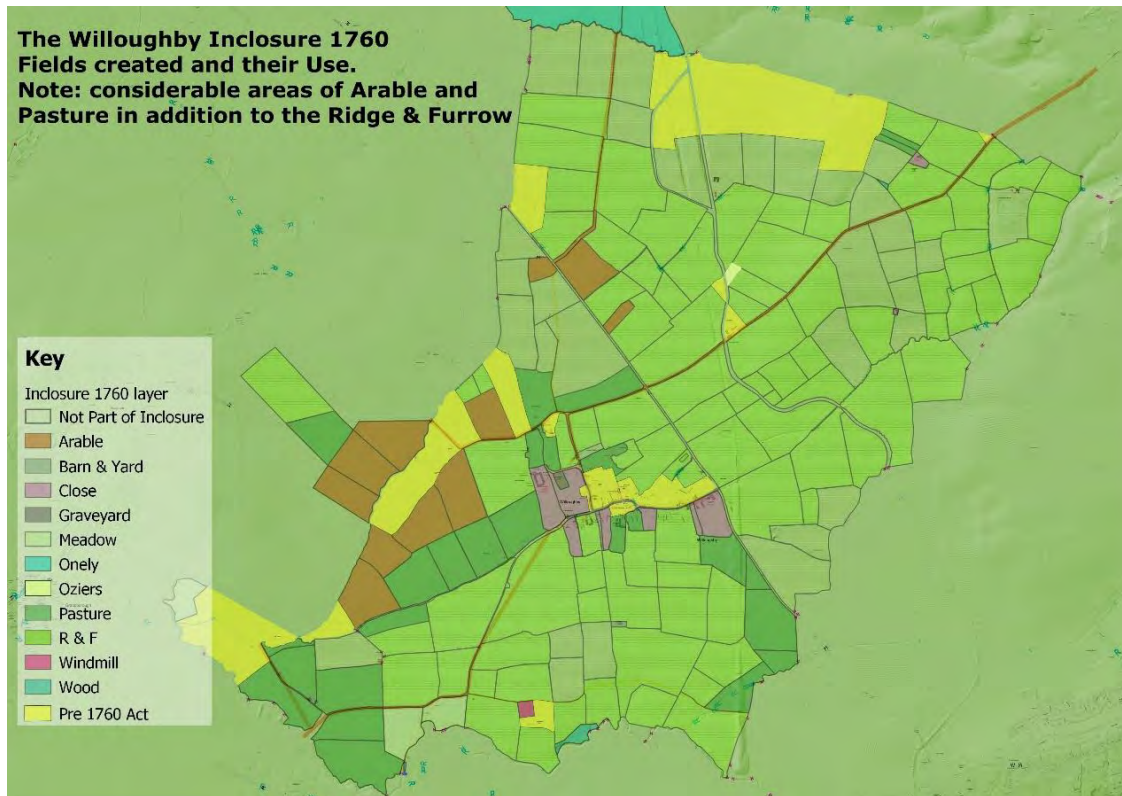 The Willoughby Inclosure 1760
Fields created and their Use.
Note: considerable areas of Arable and
Pasture in addition to the Ridge & Furrow
Key
Inclosure 1760 layer
Not Part of Inclosure
Arable
Barn & Yard
Close
Graveyard
Meadow
Onely
Oziers
Pasture
R & F
Windmill
Wood
Pre 1760 Act